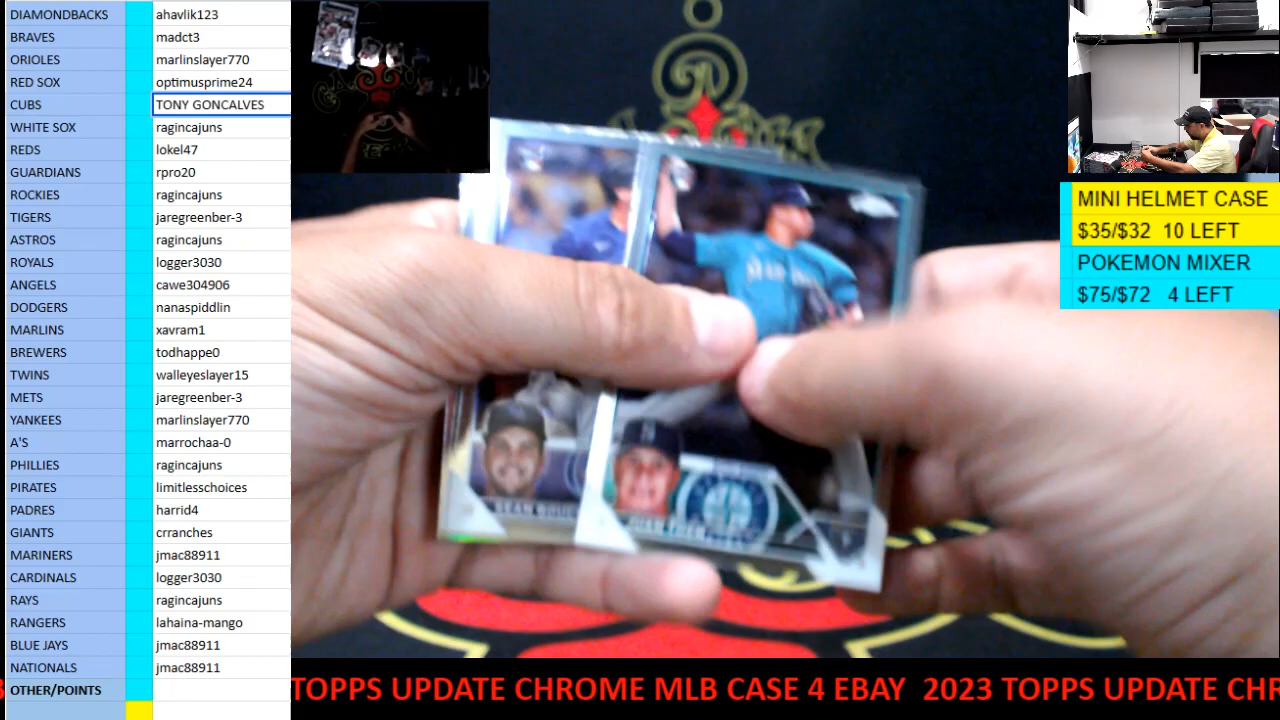 DIAMONDBACKS ahavlik123
BRAVES madct3
ORIOLES marlinslayer770
RED SOX optimusprime24
CUBS TONY GONCALVES
WHITE SOX ragincajuns
REDS lokel47
GUARDIANS rpro20
ROCKIES ragincajuns
TIGERS jaregreenber-3
ASTROS ragincajuns
ROYALS logger3030
ANGELS cawe304906
DODGERS nanaspiddlin
MARLINS xavram1
BREWERS todhappe0
TWINS walleyeslayer15
METS jaregreenber-3
YANKEES marlinslayer770
A'S marrochaa-0
PHILLIES ragincajuns
PIRATES limitlesschoices
PADRES harrid4
GIANTS crranches
MARINERS jmac88911
CARDINALS logger3030
RAYS ragincajuns
RANGERS lahaina-mango
BLUE JAYS jmac88911
NATIONALS jmac88911
OTHER/POINTS
MINI HELMET CASE
$35/$32 10 LEFT
POKEMON MIXER
$75/$72 4 LEFT
TOPPS UPDATE CHROME MLB CASE 4 EBAY 2023 TOPPS UPDATE CHR